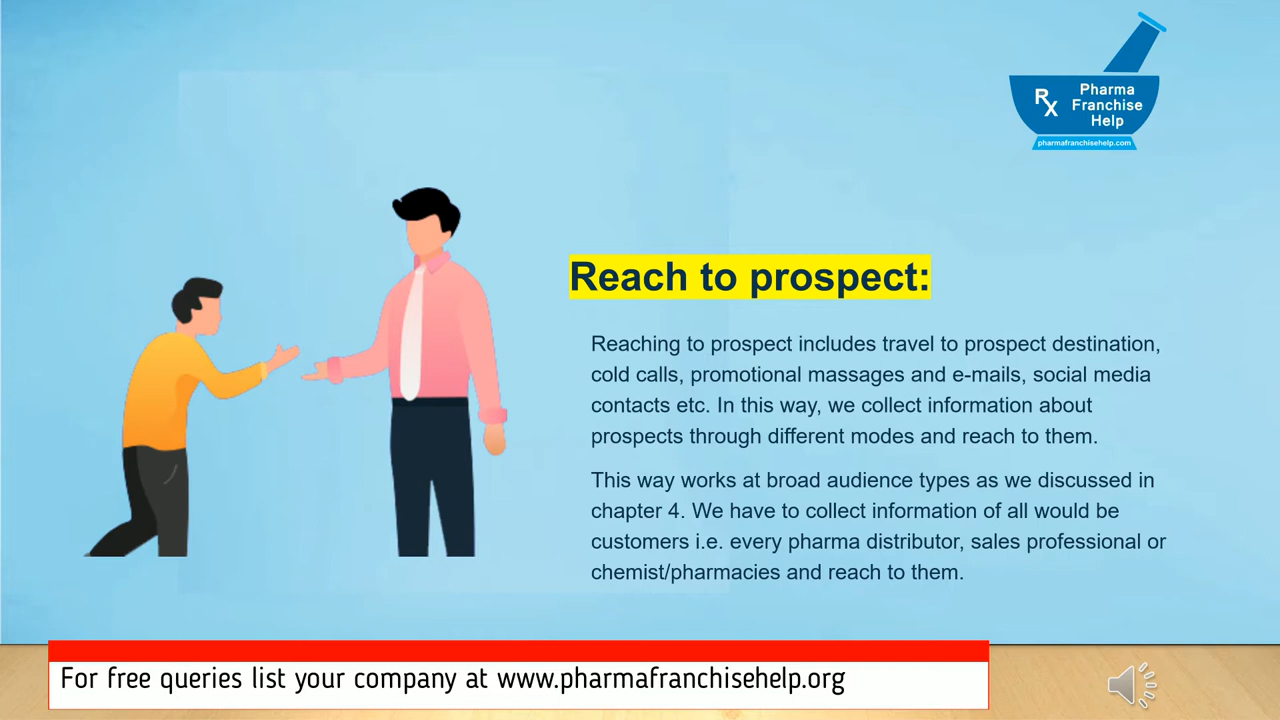 Rx Pharma
Franchise
Help
pharmafranchisehelp.com
Reach to prospect:
Reaching to prospect includes travel to prospect destination,
cold calls, promotional massages and e-mails, social media
contacts etc. In this way, we collect information about
prospects through different modes and reach to them.
This way works at broad audience types as we discussed in
chapter 4. We have to collect information of all would be
customers i.e. every pharma distributor, sales professional or
chemist/pharmacies and reach to them.
For free queries list your company at www.pharmafranchisehelp.org